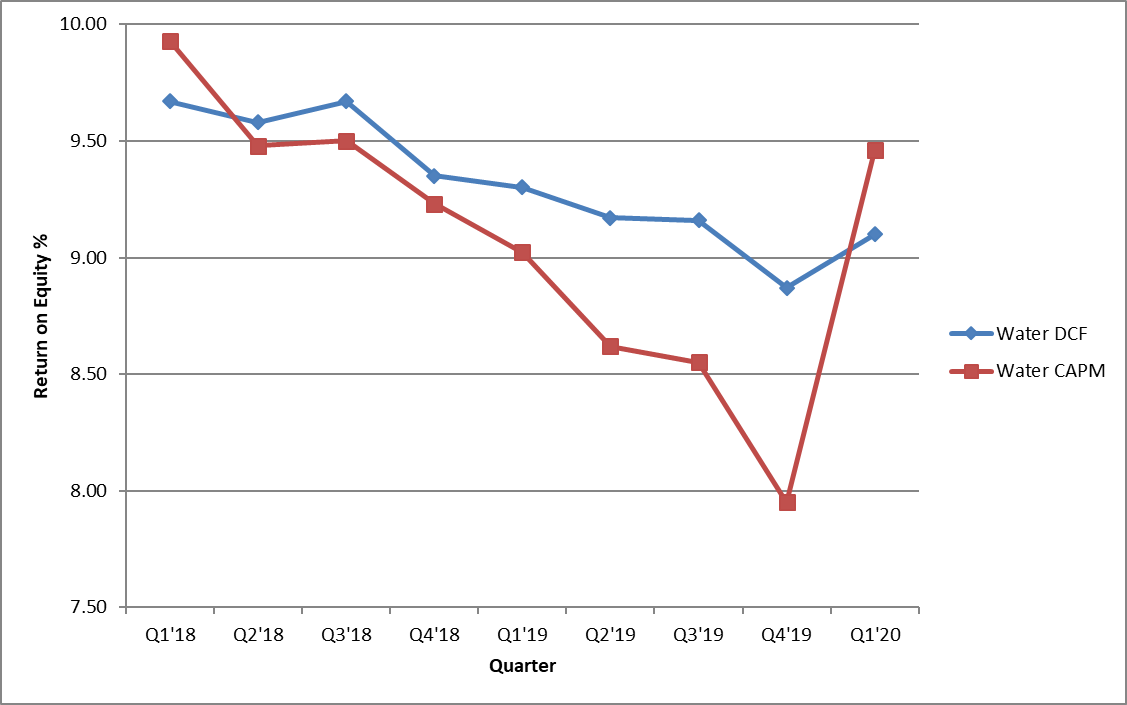 10.00
9.50
9.00
8.50
8.00
7.50
Return on Equity %
Q1'18 Q2'18 Q3'18 Q4'18 Q1'19 Q2'19 Q3'19 Q4'19 Q1'20
Quarter
Water DCF
Water CAPM